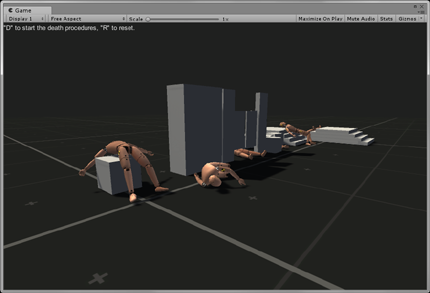 Game
Display 1
Free Aspect
Scale
1x
Maximize On Play
Mute Audio
Stats
Gizmos
"D" to start the death procedures, "R" to reset.